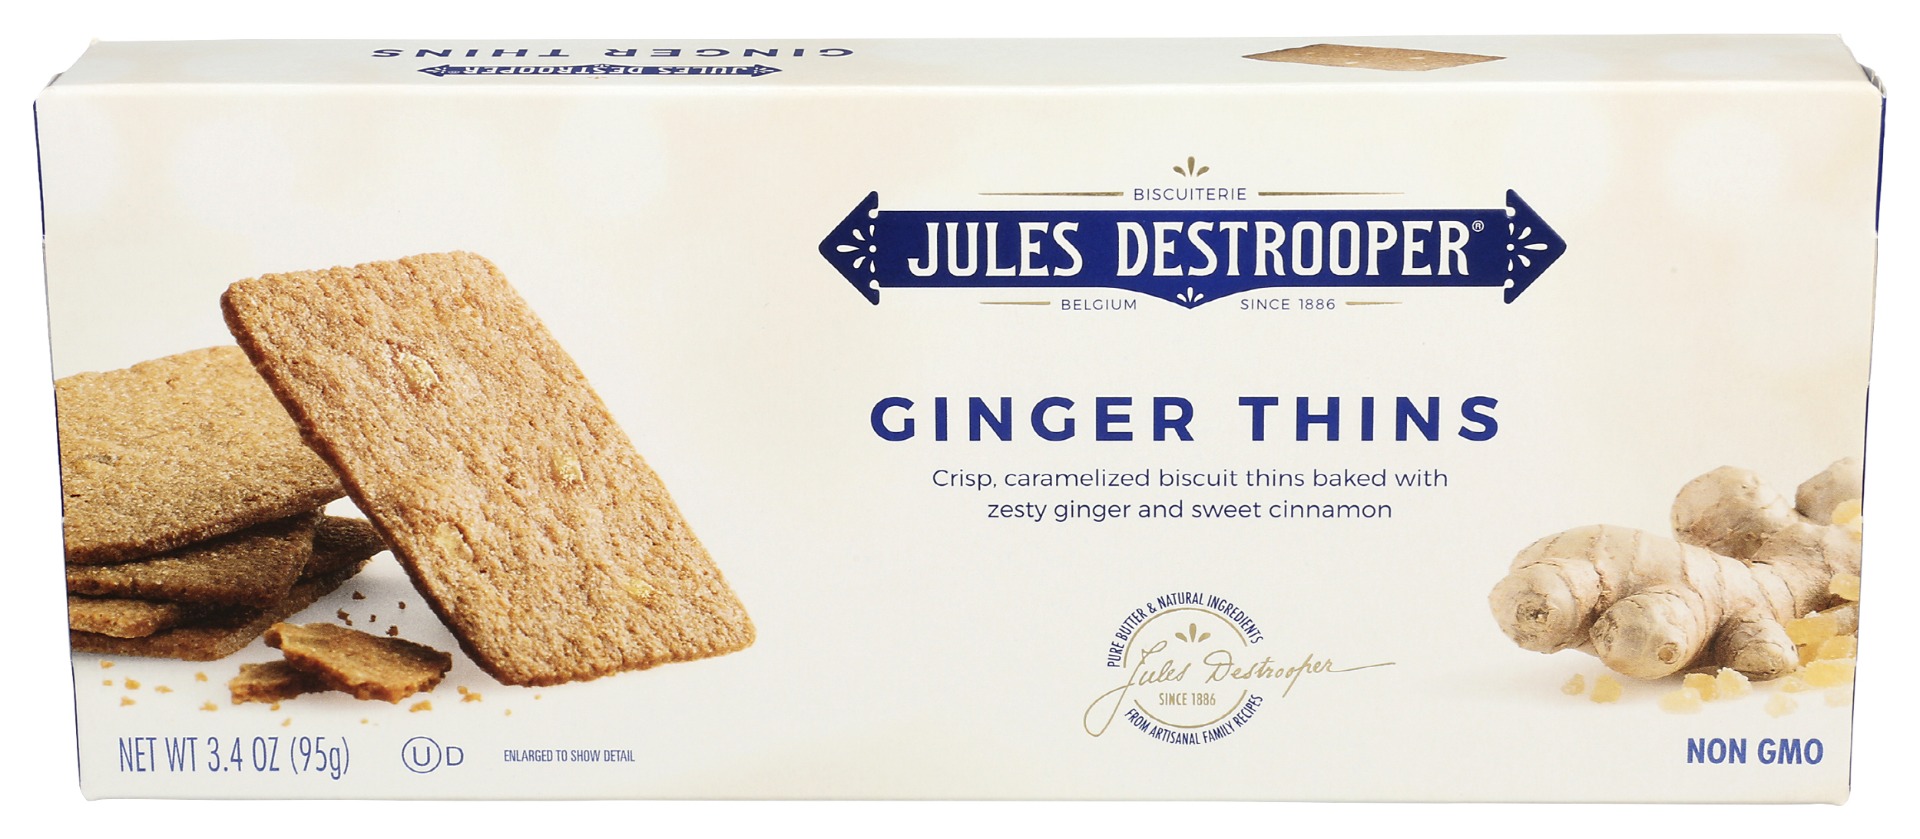 GINGER THINS
JULES DESTROOPER®
BISCUITERIE
JULES DESTROOPER®
BELGIUM SINCE 1886
GINGER THINS
Crisp, caramelized biscuit thins baked with
zesty ginger and sweet cinnamon
PURE BUTTER & NATURAL INGREDIENTS
Jules Destrooper
SINCE 1886
FROM ARTISANAL FAMILY RECIPES
NET WT 3.4 OZ (95g)
U D
ENLARGED TO SHOW DETAIL
NON GMO